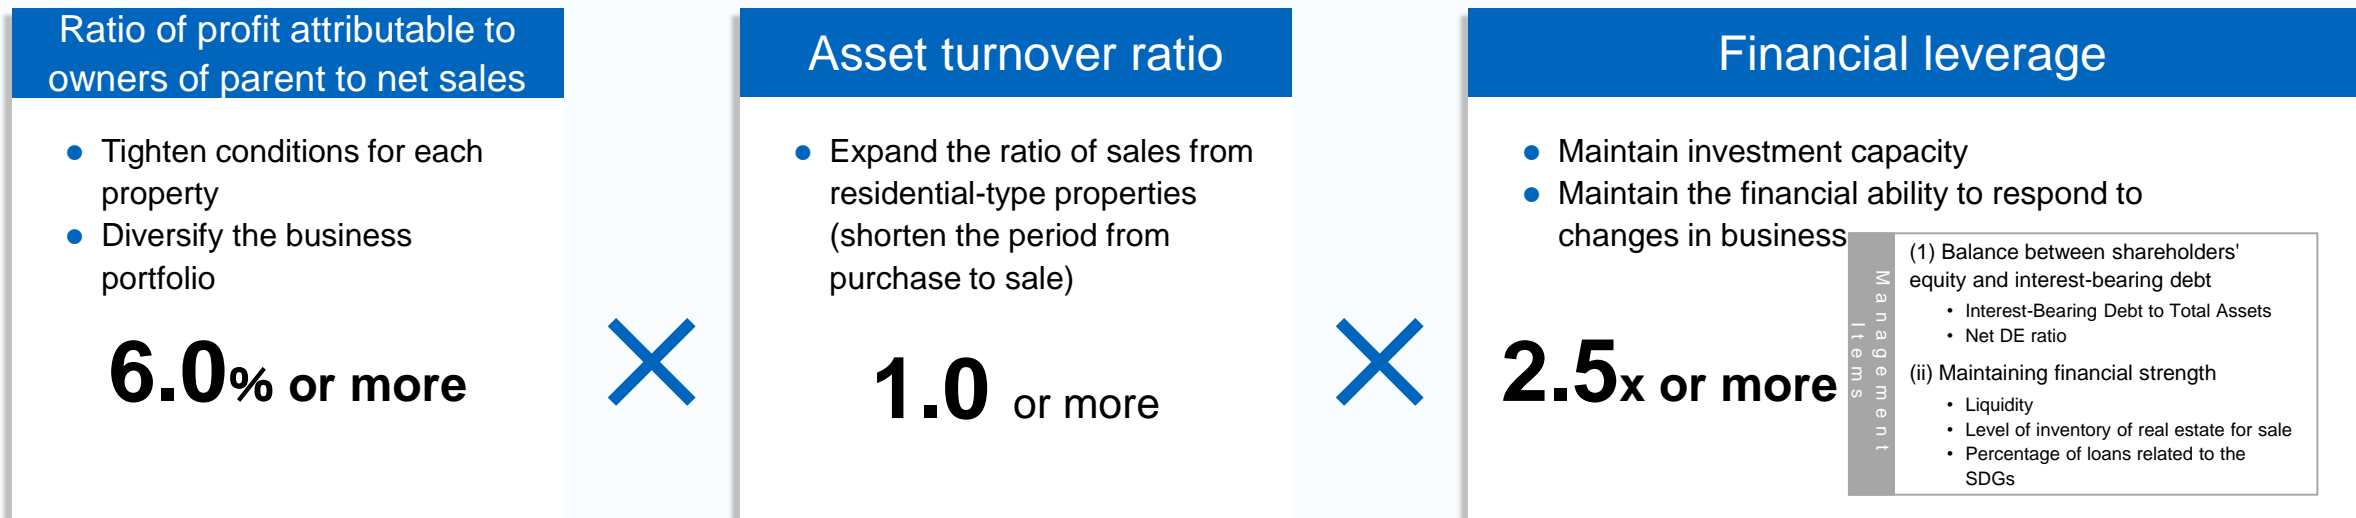 Ratio of profit attributable to
owners of parent to net sales
● Tighten conditions for each
property
● Diversify the business
portfolio
6.0% or more
×
Asset turnover ratio
● Expand the ratio of sales from
residential-type properties
(shorten the period from
purchase to sale)
1.0 or more
×
Financial leverage
● Maintain investment capacity
● Maintain the financial ability to respond to
changes in business
2.5x or more
Management
Items
(1) Balance between shareholders'
equity and interest-bearing debt
• Interest-Bearing Debt to Total Assets
• Net DE ratio
(ii) Maintaining financial strength
• Liquidity
• Level of inventory of real estate for sale
• Percentage of loans related to the
SDGs